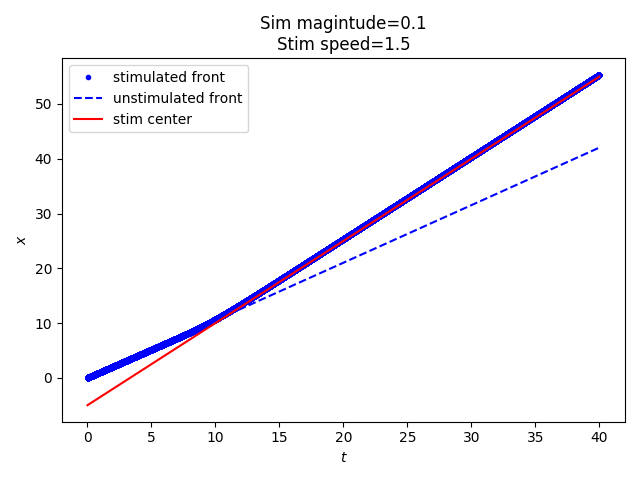 Sim magintude=0.1
Stim speed=1.5
stimulated front
unstimulated front
stim center
x
50
40
30
20
10
0
0 5 10 15 20 25 30 35 40
t